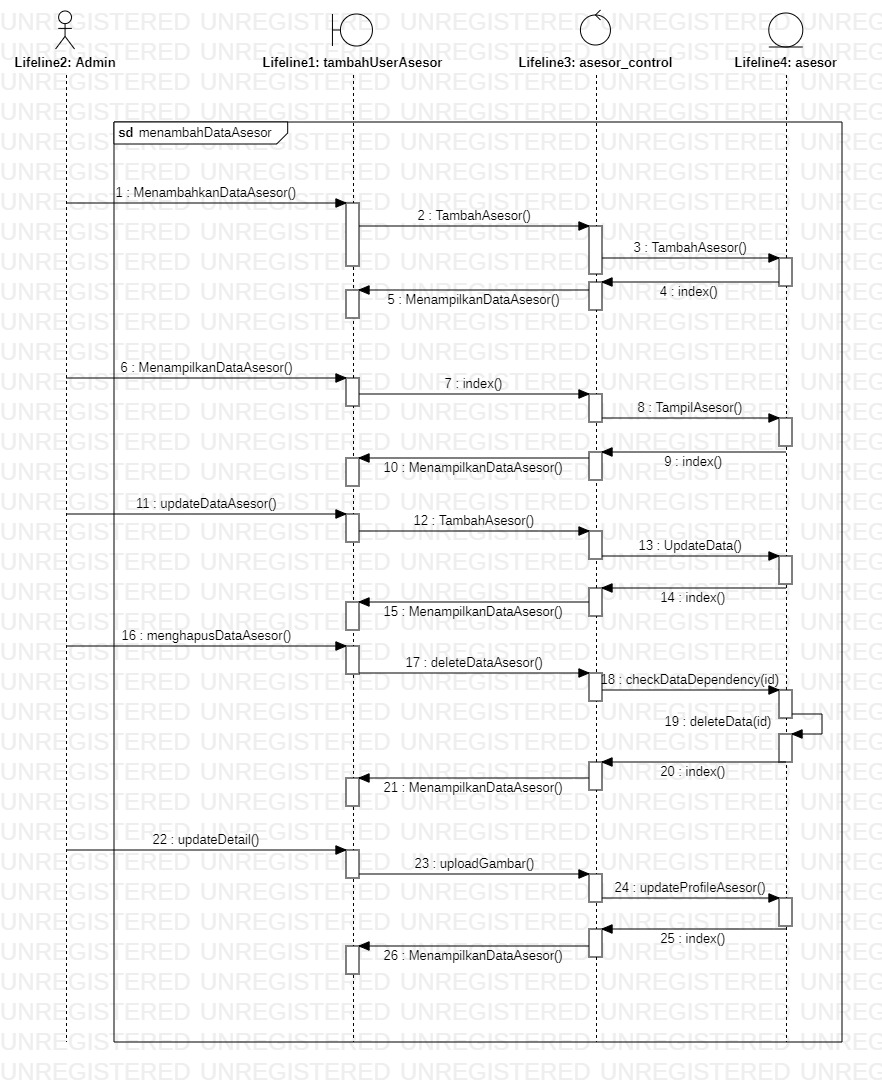 Lifeline2: Admin
Lifeline1: tambahUserAsesor
Lifeline3: asesor_control
Lifeline4: asesor
sd menambahDataAsesor
1 : MenambahkanDataAsesor()
2 : TambahAsesor()
3 : TambahAsesor()
4 : index()
5 : MenampilkanDataAsesor()
6 : MenampilkanDataAsesor()
7 : index()
8 : TampilAsesor()
9 : index()
10 : MenampilkanDataAsesor()
11 : updateDataAsesor()
12 : TambahAsesor()
13 : UpdateData()
14 : index()
15 : MenampilkanDataAsesor()
16 : menghapusDataAsesor()
17 : deleteDataAsesor()
18 : checkDataDependency(id)
19 : deleteData(id)
20 : index()
21 : MenampilkanDataAsesor()
22 : updateDetail()
23 : uploadGambar()
24 : updateProfileAsesor()
25 : index()
26 : MenampilkanDataAsesor()
UNREGISTERED